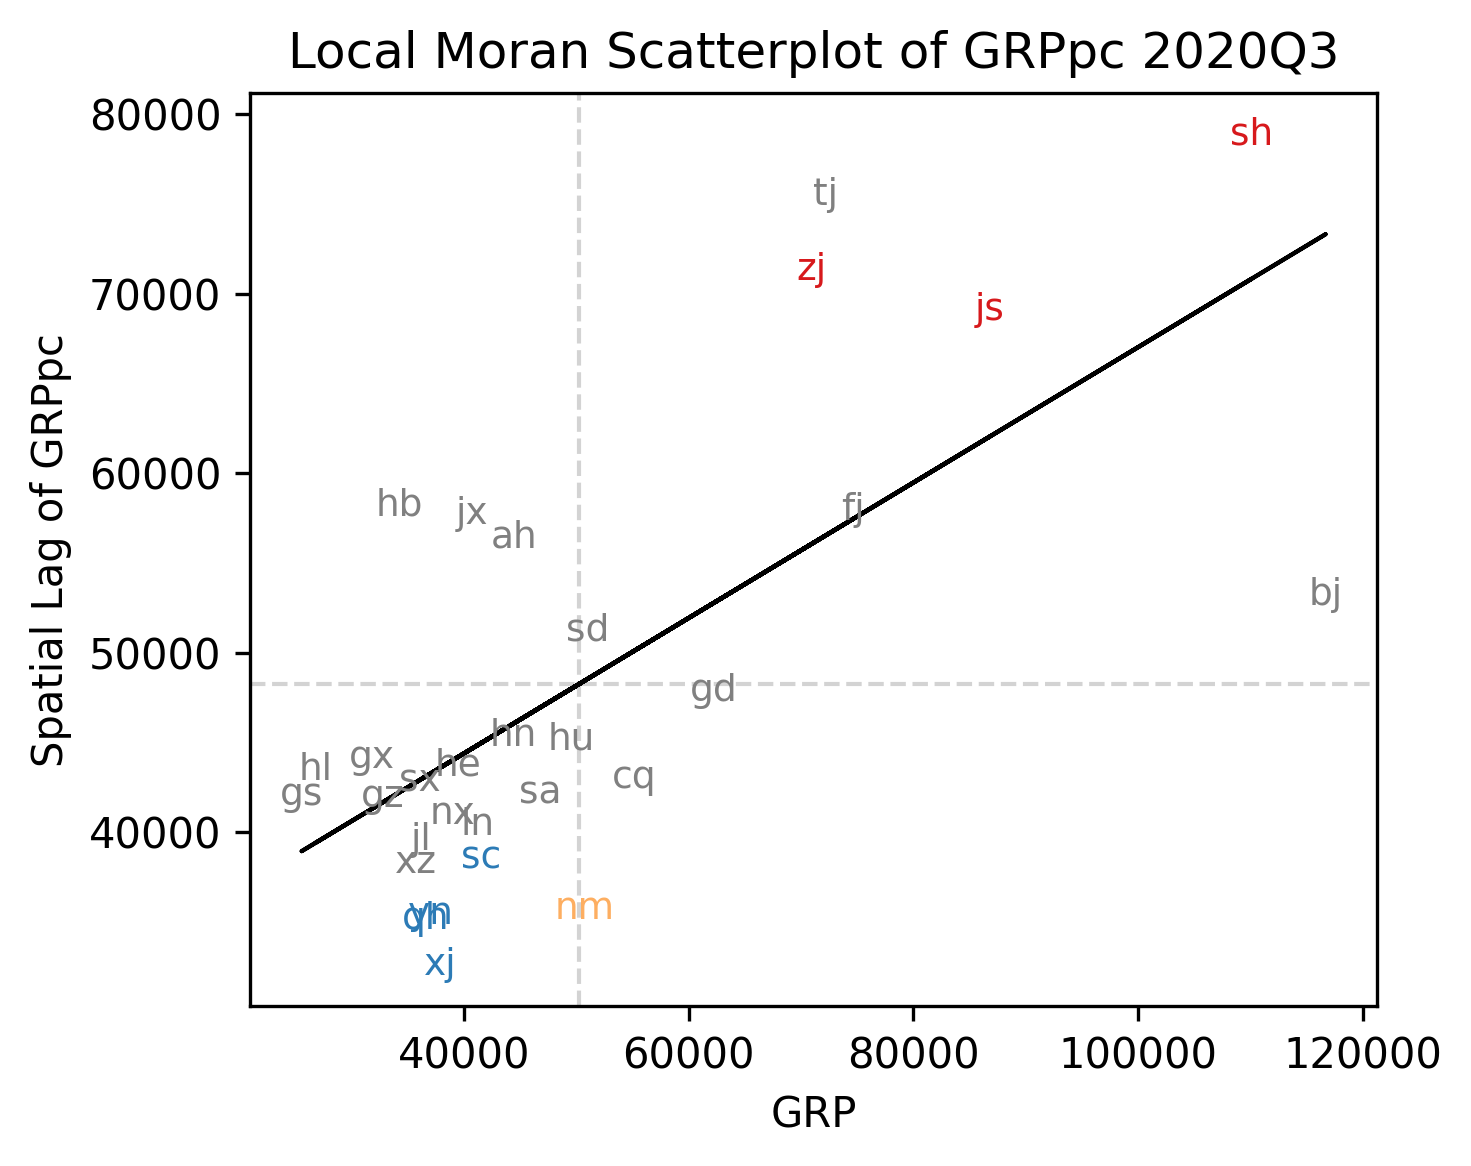 Local Moran Scatterplot of GRPpc 2020Q3
80000
70000
60000
50000
40000
Spatial Lag of GRPpc
sh
tj
zj
js
hb
jx
ah
fj
bj
sd
gd
hn
hu
gx
he
hl
sx
cq
gs
gz
sa
nx
ln
jl
sc
xz
nm
yn
qh
xj
40000 60000 80000 100000 120000
GRP